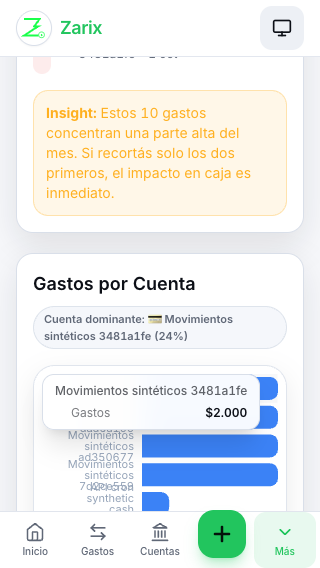 Zarix
Insight: Estos 10 gastos
concentran una parte alta del
mes. Si recortás solo los dos
primeros, el impacto en caja es
inmediato.
Gastos por Cuenta
Cuenta dominante: 💳 Movimientos
sintéticos 3481a1fe (24%)
Movimientos sintéticos 3481a1fe
Gastos $2.000
Movimientos
sintéticos
ad350677
Movimientos
sintéticos
synthetic
cash
Inicio
Gastos
Cuentas
Más